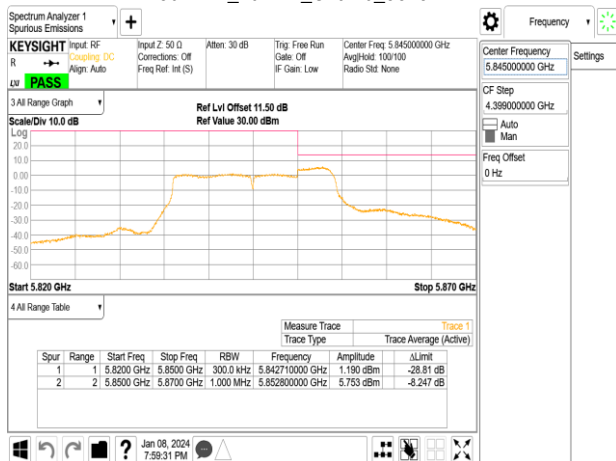 Spectrum Analyzer 1
Spurious Emissions
Frequency
KEYSIGHT Input: RF Input Z: 50 Ω Atten: 30 dB Trig: Free Run Center Freq: 5.845000000 GHz
R Coupling: DC Corrections: Off Gate: Off Avg|Hold: 100/100
Align: Auto Freq Ref: Int (S) IF Gain: Low Radio Std: None
LXI PASS
Center Frequency
5.845000000 GHz
Settings
CF Step
4.399000000 GHz
Auto
Man
Freq Offset
0 Hz
3 All Range Graph
Ref Lvl Offset 11.50 dB
Scale/Div 10.0 dB Ref Value 30.00 dBm
Log
20.0
10.0
0.00
-10.0
-20.0
-30.0
-40.0
-50.0
-60.0
Start 5.820 GHz Stop 5.870 GHz
4 All Range Table
Measure Trace Trace 1
Trace Type Trace Average (Active)
Spur Range Start Freq Stop Freq RBW Frequency Amplitude ΔLimit
1 1 5.8200 GHz 5.8500 GHz 300.0 kHz 5.842710000 GHz 1.190 dBm -28.81 dB
2 2 5.8500 GHz 5.8700 GHz 1.000 MHz 5.852800000 GHz 5.753 dBm -8.247 dB
? Jan 08, 2024
7:59:31 PM